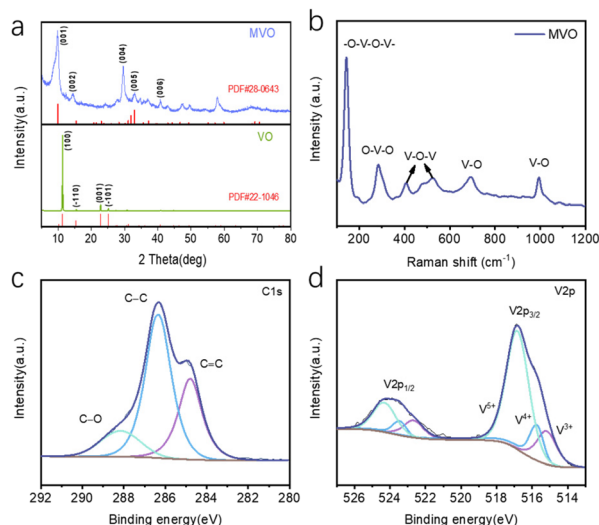 a
MVO
(001)
(002)
(004)
(005)
(006)
PDF#28-0643
VO
(100)
(-110)
(001)
(-101)
PDF#22-1046
Intensity(a.u.)
10 20 30 40 50 60 70 80
2 Theta(deg)
b
MVO
-O-V-O-V-
O-V-O
V-O-V
V-O
V-O
Intensity(a.u.)
200 400 600 800 1000 1200
Raman shift (cm⁻¹)
c
C1s
C–C
C=C
C–O
Intensity(a.u.)
292 290 288 286 284 282 280
Binding energy(eV)
d
V2p
V2p₃/₂
V2p₁/₂
V⁵⁺
V⁴⁺
V³⁺
Intensity(a.u.)
526 524 522 520 518 516 514
Binding energy(eV)